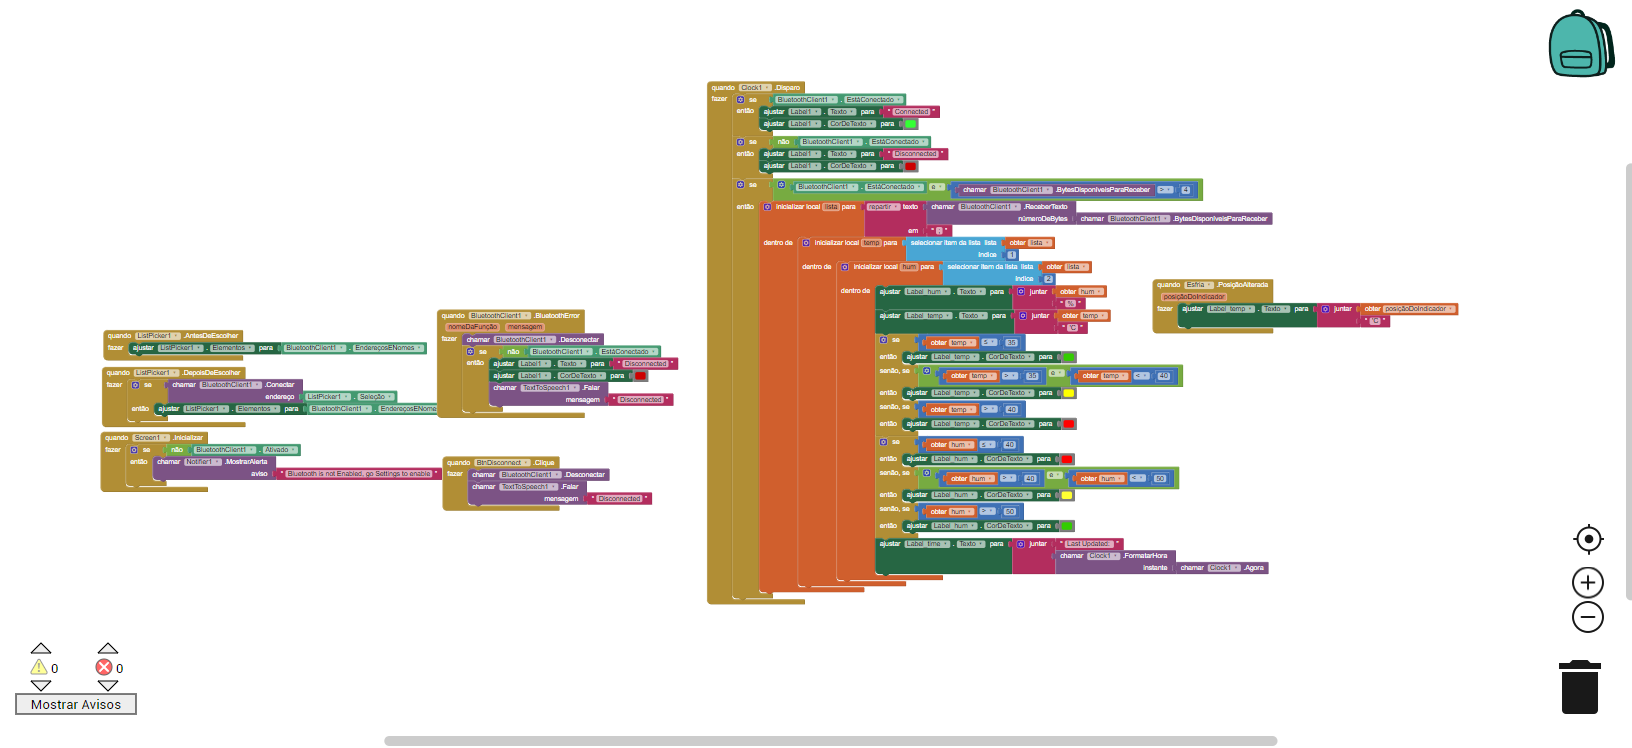 quando ListPicker1 .AntesDeEscolher
fazer ajustar ListPicker1 . Elementos para BluetoothClient1 . EndereçosENomes
quando ListPicker1 .DepoisDeEscolher
fazer se chamar BluetoothClient1 .Conectar
endereço ListPicker1 . Seleção
então ajustar ListPicker1 . Elementos para BluetoothClient1 . EndereçosENome
quando Screen1 .Inicializar
fazer se não BluetoothClient1 . Ativado
então chamar Notifier1 .MostrarAlerta
aviso " Bluetooth is not Enabled, go Settings to enable "
quando BluetoothClient1 .BluetoothError
nomeDaFunção mensagem
fazer chamar BluetoothClient1 .Desconectar
se não BluetoothClient1 . EstáConectado
então ajustar Label1 . Texto para " Disconnected "
ajustar Label1 . CorDeTexto para
chamar TextToSpeech1 .Falar
mensagem " Disconnected "
quando BtnDisconnect .Clique
fazer chamar BluetoothClient1 .Desconectar
chamar TextToSpeech1 .Falar
mensagem " Disconnected "
quando Clock1 .Disparo
fazer se BluetoothClient1 . EstáConectado
então ajustar Label1 . Texto para " Connected "
ajustar Label1 . CorDeTexto para
se não BluetoothClient1 . EstáConectado
então ajustar Label1 . Texto para " Disconnected "
ajustar Label1 . CorDeTexto para
se BluetoothClient1 . EstáConectado e chamar BluetoothClient1 .BytesDisponíveisParaReceber > 4
então inicializar local lista para repartir texto chamar BluetoothClient1 .ReceberTexto
númeroDeBytes chamar BluetoothClient1 .BytesDisponíveisParaReceber
em
dentro de inicializar local temp para selecionar item da lista lista obter lista
índice 1
dentro de inicializar local hum para selecionar item da lista lista obter lista
índice 2
dentro de ajustar Label_hum . Texto para juntar obter hum
" % "
ajustar Label_temp . Texto para juntar obter temp
" °C "
se obter temp ≤ 35
então ajustar Label_temp . CorDeTexto para
senão, se obter temp > 35 e obter temp < 40
então ajustar Label_temp . CorDeTexto para
senão, se obter temp > 40
então ajustar Label_temp . CorDeTexto para
se obter hum ≤ 40
então ajustar Label_hum . CorDeTexto para
senão, se obter hum > 40 e obter hum < 50
então ajustar Label_hum . CorDeTexto para
senão, se obter hum > 50
então ajustar Label_hum . CorDeTexto para
ajustar Label_time . Texto para juntar " Last Updated: "
chamar Clock1 .FormatarHora
instante chamar Clock1 .Agora
quando Esfria .PosiçãoAlterada
posiçãoDoIndicador
fazer ajustar Label_temp . Texto para juntar obter posiçãoDoIndicador
" °C "
0 0
Mostrar Avisos